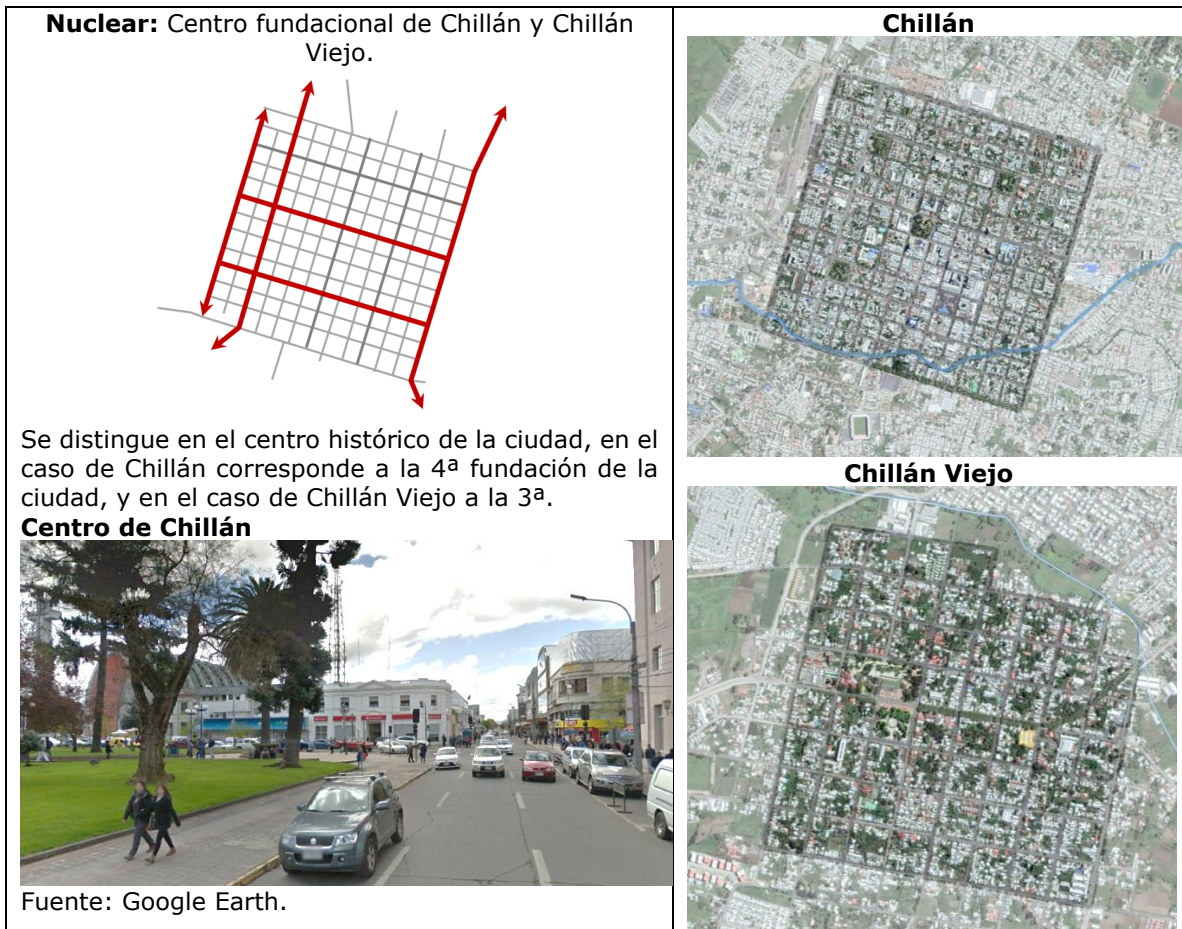 Nuclear: Centro fundacional de Chillán y Chillán
Viejo.
Se distingue en el centro histórico de la ciudad, en el
caso de Chillán corresponde a la 4ª fundación de la
ciudad, y en el caso de Chillán Viejo a la 3ª.
Centro de Chillán
Fuente: Google Earth.
Chillán
Chillán Viejo